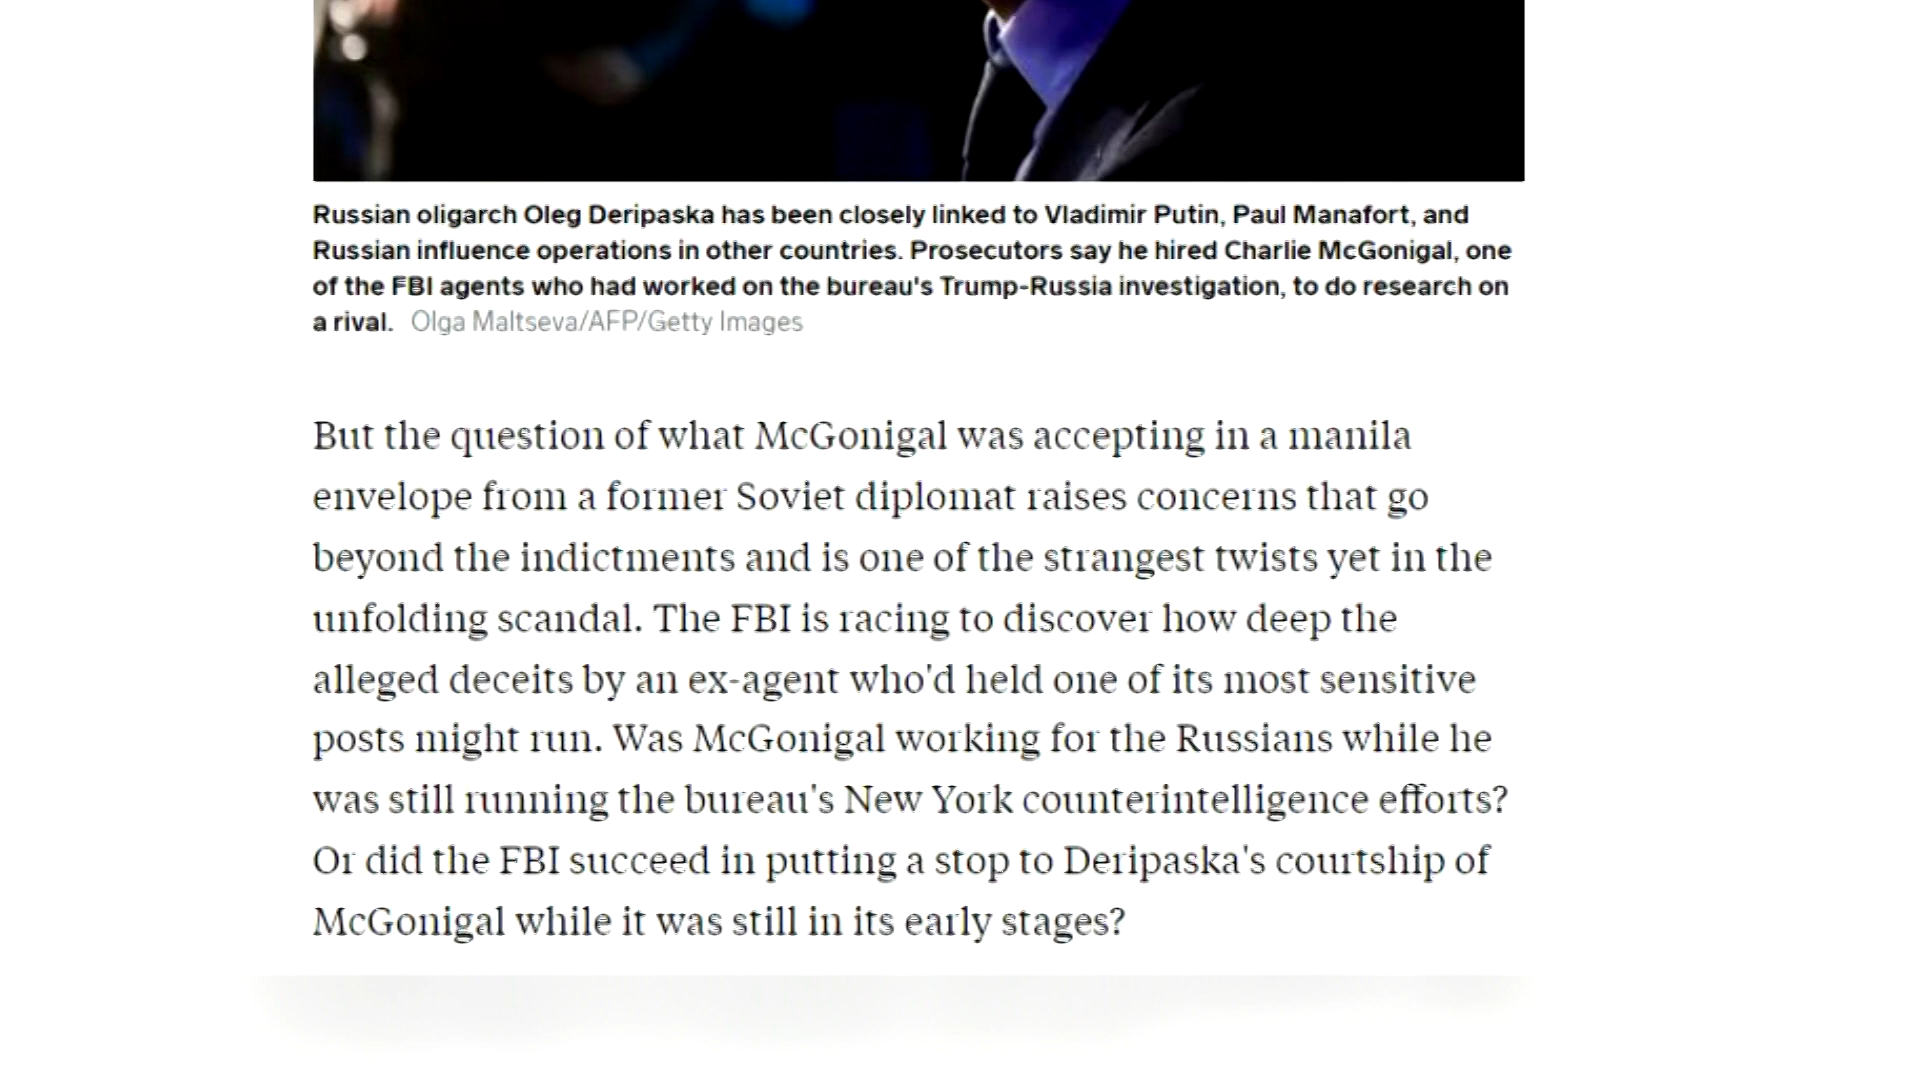 Russian oligarch Oleg Deripaska has been closely linked to Vladimir Putin, Paul Manafort, and
Russian influence operations in other countries. Prosecutors say he hired Charlie McGonigal, one
of the FBI agents who had worked on the bureau's Trump-Russia investigation, to do research on
a rival. Olga Maltseva/AFP/Getty Images
But the question of what McGonigal was accepting in a manila
envelope from a former Soviet diplomat raises concerns that go
beyond the indictments and is one of the strangest twists yet in the
unfolding scandal. The FBI is racing to discover how deep the
alleged deceits by an ex-agent who'd held one of its most sensitive
posts might run. Was McGonigal working for the Russians while he
was still running the bureau's New York counterintelligence efforts?
Or did the FBI succeed in putting a stop to Deripaska's courtship of
McGonigal while it was still in its early stages?